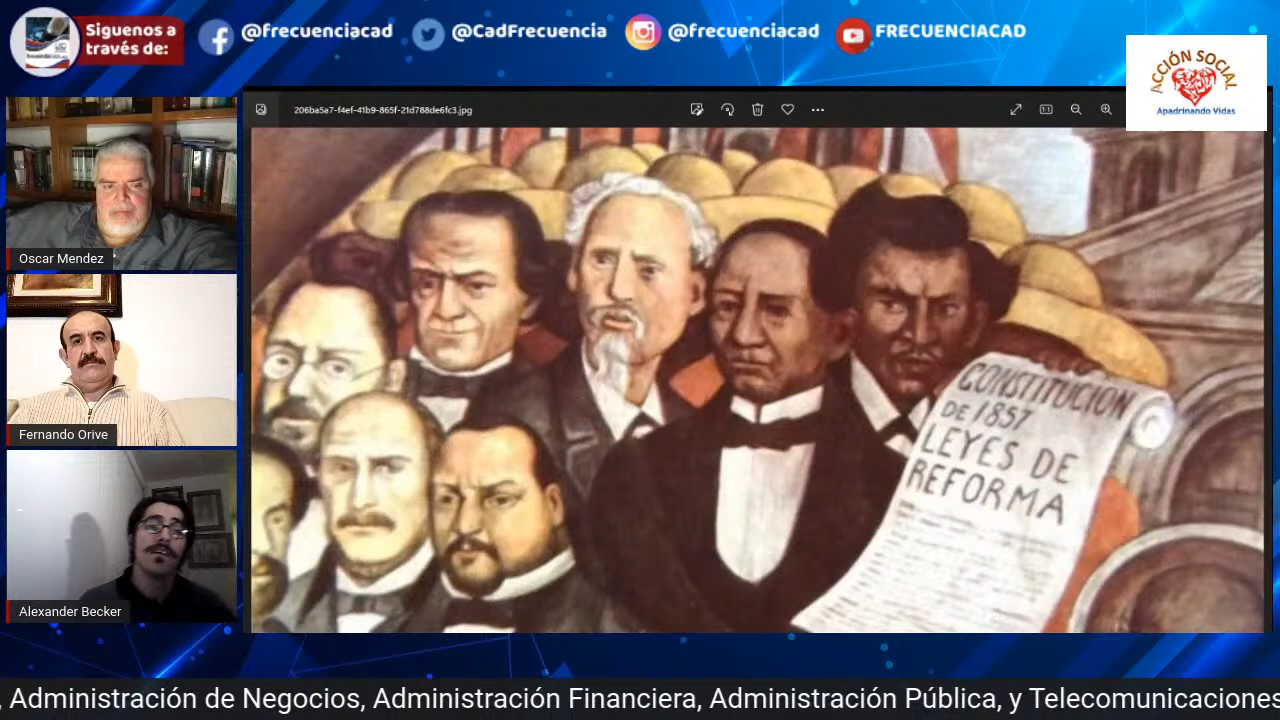 Siguenos a
través de:
@frecuenciacad
@CadFrecuencia
@frecuenciacad
FRECUENCIACAD
ACCIÓN SOCIAL
Apadrinando Vidas
206ba5a7-f4ef-41b9-865f-21d788de6fc3.jpg
Oscar Mendez
Fernando Orive
Alexander Becker
CONSTITUCION
DE 1857
LEYES DE
REFORMA
, Administración de Negocios, Administración Financiera, Administración Pública, y Telecomunicaciones